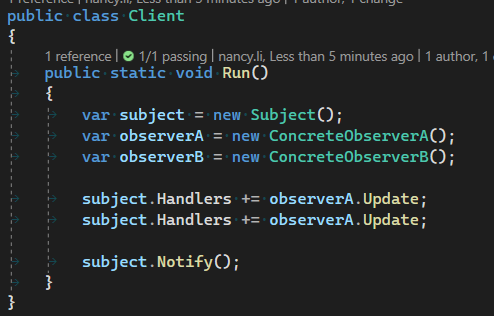 1 reference | nancy.li, Less than 5 minutes ago | 1 author, 1 change
public class Client
{
1 reference | 1/1 passing | nancy.li, Less than 5 minutes ago | 1 author, 1
public static void Run()
{
var subject = new Subject();
var observerA = new ConcreteObserverA();
var observerB = new ConcreteObserverB();
subject.Handlers += observerA.Update;
subject.Handlers += observerA.Update;
subject.Notify();
}
}